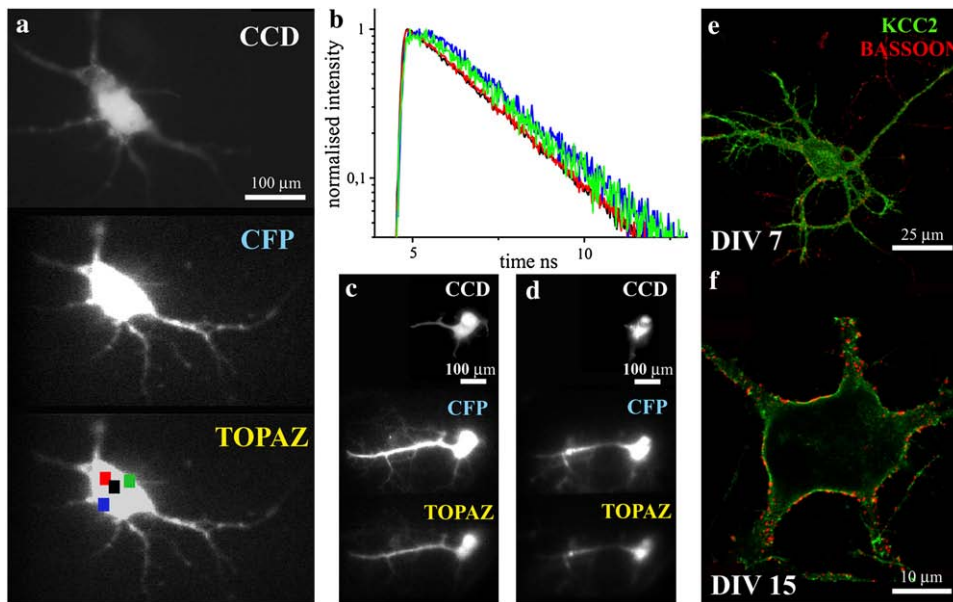 a
CCD
100 µm
CFP
TOPAZ
b
normalised intensity
1
0,1
5
10
time ns
c
CCD
100 µm
CFP
TOPAZ
d
CCD
100 µm
CFP
TOPAZ
e
KCC2
BASSOON
DIV 7
25 µm
f
DIV 15
10 µm